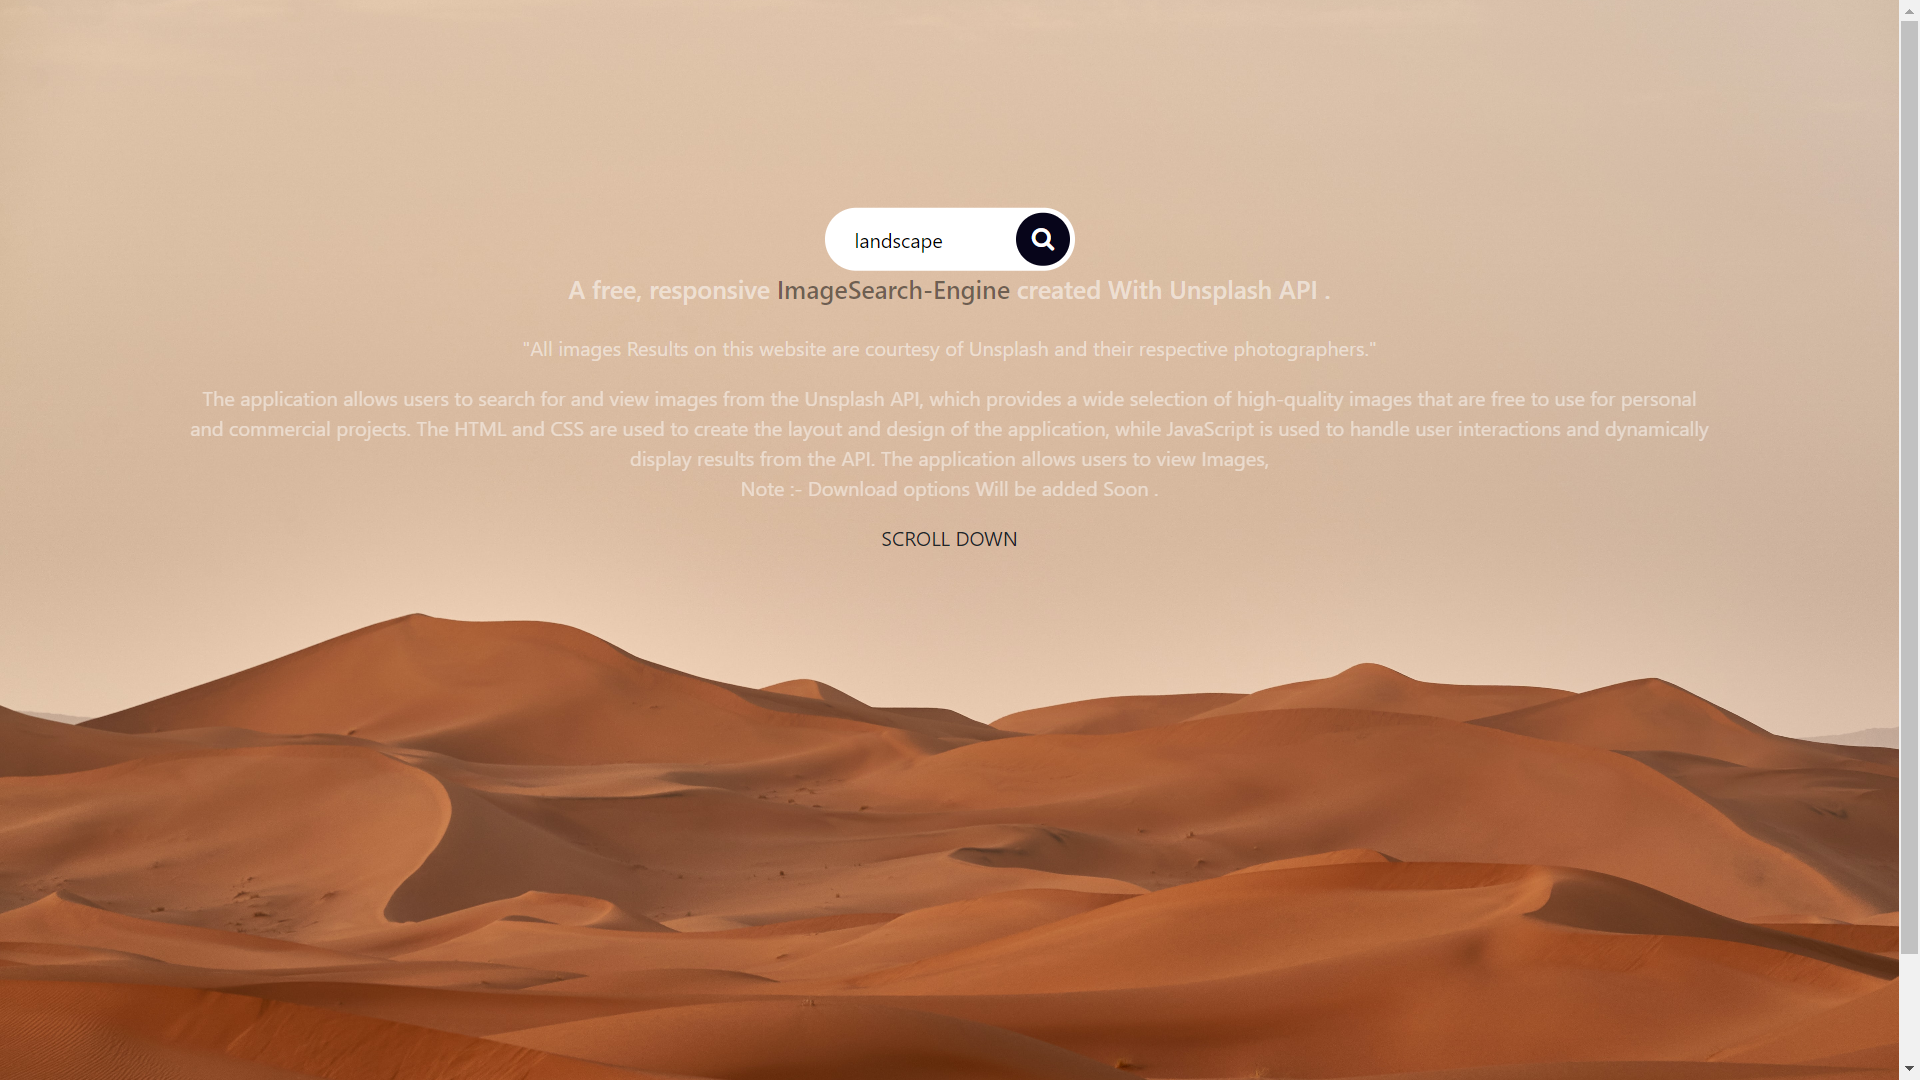 landscape
A free, responsive ImageSearch-Engine created With Unsplash API .
"All images Results on this website are courtesy of Unsplash and their respective photographers."
The application allows users to search for and view images from the Unsplash API, which provides a wide selection of high-quality images that are free to use for personal
and commercial projects. The HTML and CSS are used to create the layout and design of the application, while JavaScript is used to handle user interactions and dynamically
display results from the API. The application allows users to view Images,
Note :- Download options Will be added Soon .
SCROLL DOWN